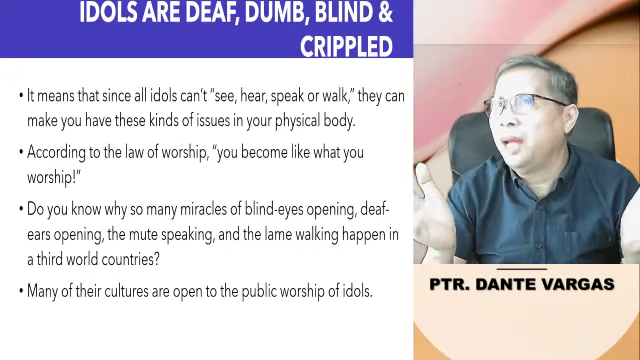 IDOLS ARE DEAF, DUMB, BLIND &
CRIPPLED
• It means that since all idols can't "see, hear, speak or walk," they can
make you have these kinds of issues in your physical body.
• According to the law of worship, "you become like what you
worship!"
• Do you know why so many miracles of blind-eyes opening, deaf-
ears opening, the mute speaking, and the lame walking happen in
a third world countries?
• Many of their cultures are open to the public worship of idols.
PTR. DANTE VARGAS